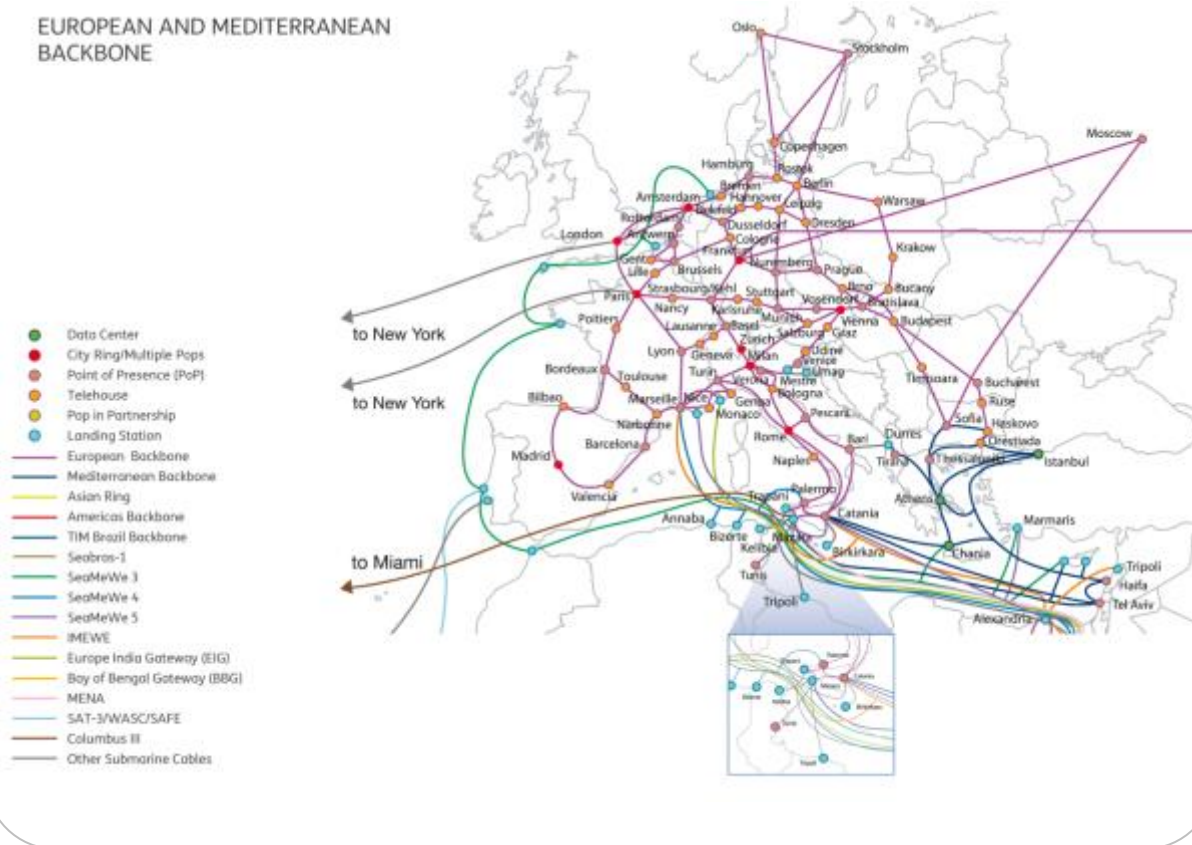 EUROPEAN AND MEDITERRANEAN
BACKBONE
Oslo
Stockholm
Moscow
Copenhagen
Hamburg
Rostok
Bremen
Berlin
Amsterdam
Hannover
Leipzig
Warsaw
Rotterdam
Dusseldorf
Dresden
London
Antwerp
Cologne
Krakow
Gent
Frankfurt
Nuremberg
Prague
Lille
Brussels
Strasbourg/Kehl
Stuttgart
Brno
Bucany
Paris
Nancy
Karlsruhe
Vosendorf
Bratislava
to New York
Poitiers
Lausanne
Basel
Munich
Salzburg
Vienna
Graz
Budapest
Zurich
Lyon
Geneva
Milan
Udine
Venice
Bordeaux
Turin
Umag
Toulouse
Verona
Mestre
Timisoara
Bucharest
to New York
Bilbao
Marseille
Nice
Genoa
Bologna
Ruse
Narbonne
Monaco
Pescara
Sofia
Haskovo
Barcelona
Rome
Bari
Durres
Orestiada
Madrid
Naples
Tirana
Thessaloniki
Istanbul
Valencia
Trapani
Palermo
Athens
Annaba
Catania
Marmaris
Bizerte
Mazara
Kelibia
Birkirkara
Chania
to Miami
Tunis
Tripoli
Haifa
Tripoli
Tel Aviv
Alexandria
Data Center
City Ring/Multiple Pops
Point of Presence (PoP)
Telehouse
Pop in Partnership
Landing Station
European Backbone
Mediterranean Backbone
Asian Ring
Americas Backbone
TIM Brazil Backbone
Seabras-1
SeaMeWe 3
SeaMeWe 4
SeaMeWe 5
IMEWE
Europe India Gateway (EIG)
Bay of Bengal Gateway (BBG)
MENA
SAT-3/WASC/SAFE
Columbus III
Other Submarine Cables